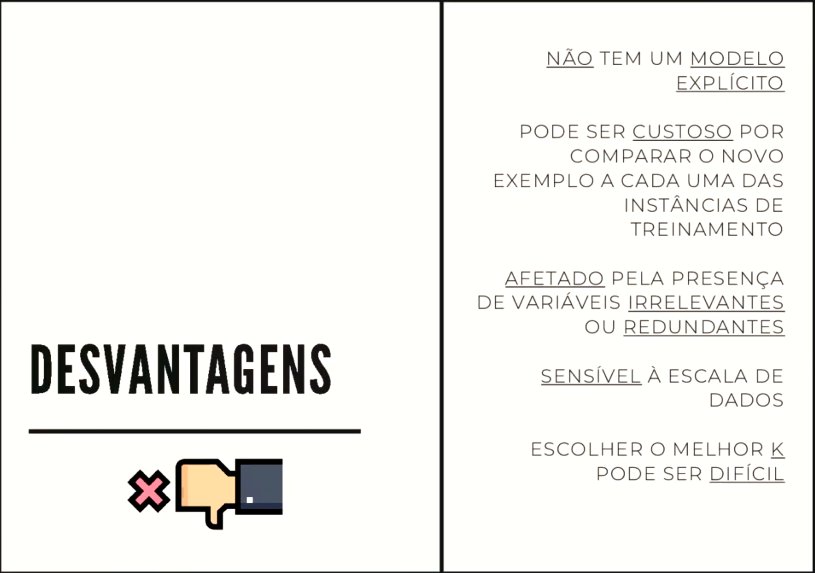 DESVANTAGENS
NÃO TEM UM MODELO
EXPLÍCITO
PODE SER CUSTOSO POR
COMPARAR O NOVO
EXEMPLO A CADA UMA DAS
INSTÂNCIAS DE
TREINAMENTO
AFETADO PELA PRESENÇA
DE VARIÁVEIS IRRELEVANTES
OU REDUNDANTES
SENSÍVEL À ESCALA DE
DADOS
ESCOLHER O MELHOR K
PODE SER DIFÍCIL